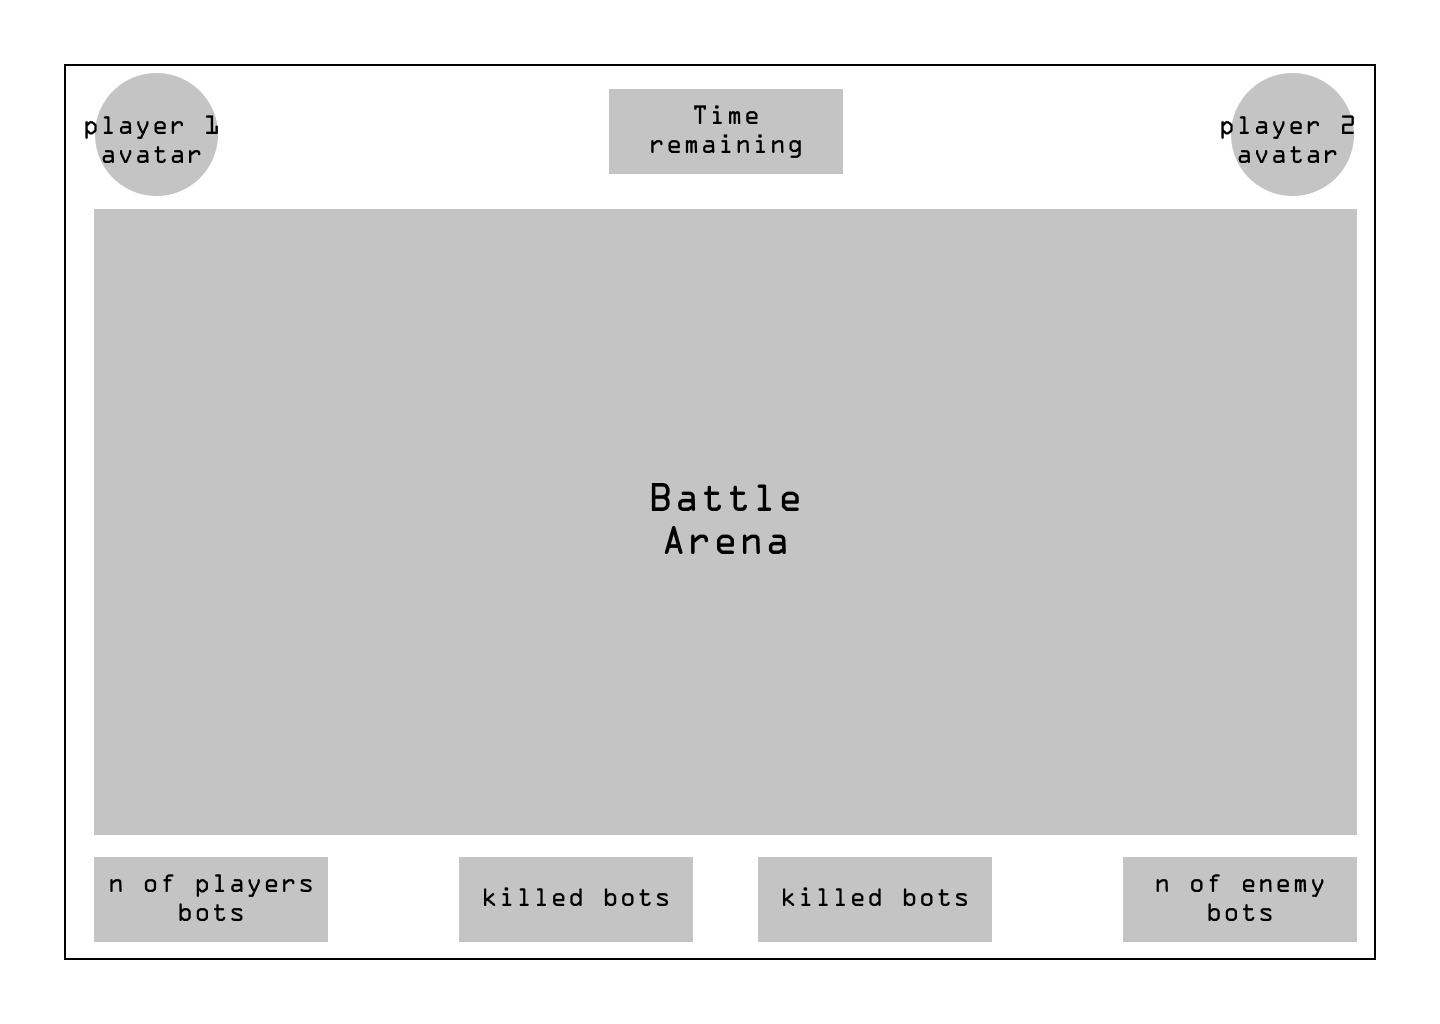 player 1
avatar
Time
remaining
player 2
avatar
Battle
Arena
n of players
bots
killed bots
killed bots
n of enemy
bots